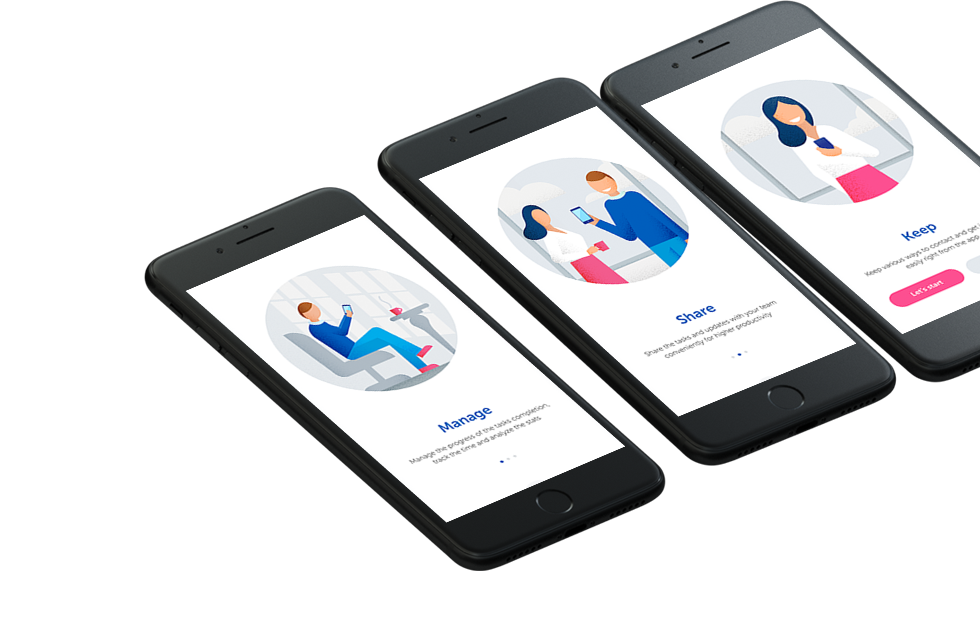 Manage
Manage the progress of the tasks completion,
track the time and analyze the stats
Share
Share the tasks and updates with your team
conveniently for higher productivity
Keep
Keep various ways to contact and get
easily right from the app
Let's start